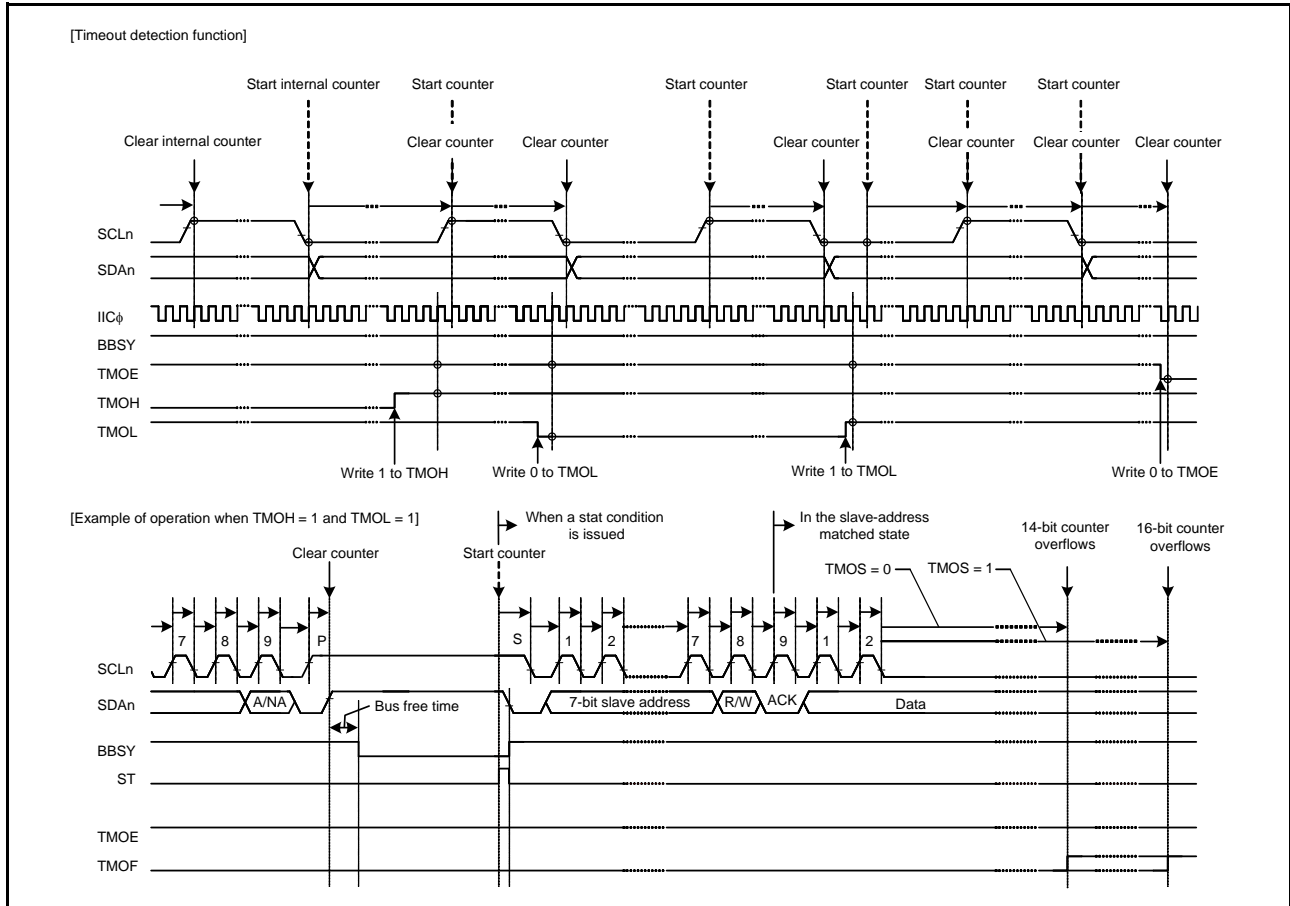 [Timeout detection function]
Start internal counter
Start counter
Start counter
Start counter
Start counter
Start counter
Clear internal counter
Clear counter
Clear counter
Clear counter
Clear counter
Clear counter
Clear counter
SCLn
SDAn
IICϕ
BBSY
TMOE
TMOH
TMOL
Write 1 to TMOH
Write 0 to TMOL
Write 1 to TMOL
Write 0 to TMOE
[Example of operation when TMOH = 1 and TMOL = 1]
When a stat condition
is issued
In the slave-address
matched state
14-bit counter
overflows
16-bit counter
overflows
Clear counter
Start counter
TMOS = 0
TMOS = 1
7
8
9
P
S
1
2
7
8
9
1
2
SCLn
SDAn
A/NA
Bus free time
7-bit slave address
R/W
ACK
Data
BBSY
ST
TMOE
TMOF